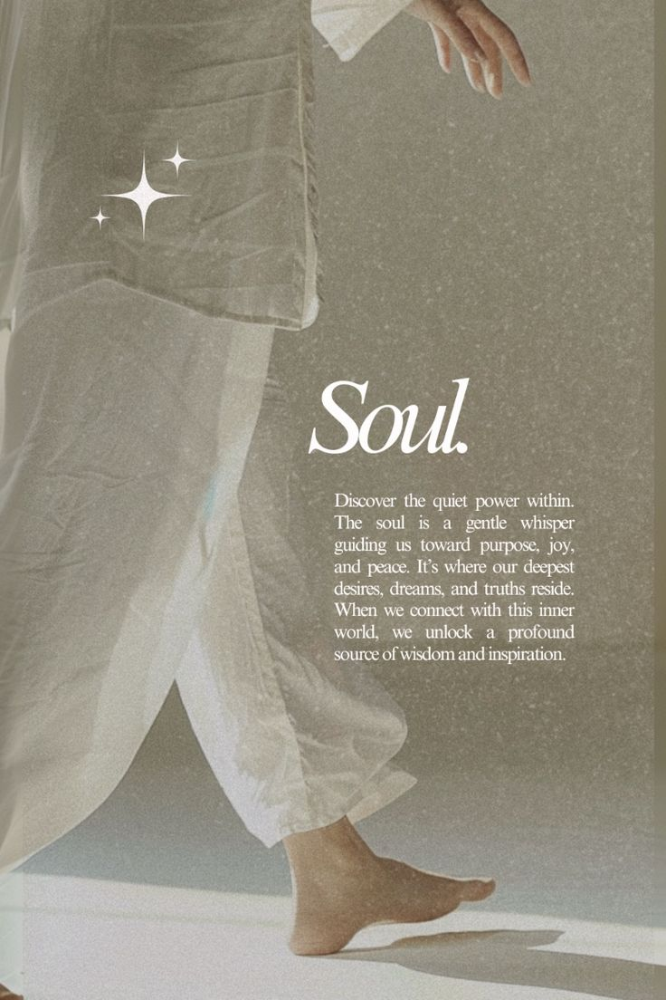 Soul.
Discover the quiet power within.
The soul is a gentle whisper
guiding us toward purpose, joy,
and peace. It’s where our deepest
desires, dreams, and truths reside.
When we connect with this inner
world, we unlock a profound
source of wisdom and inspiration.